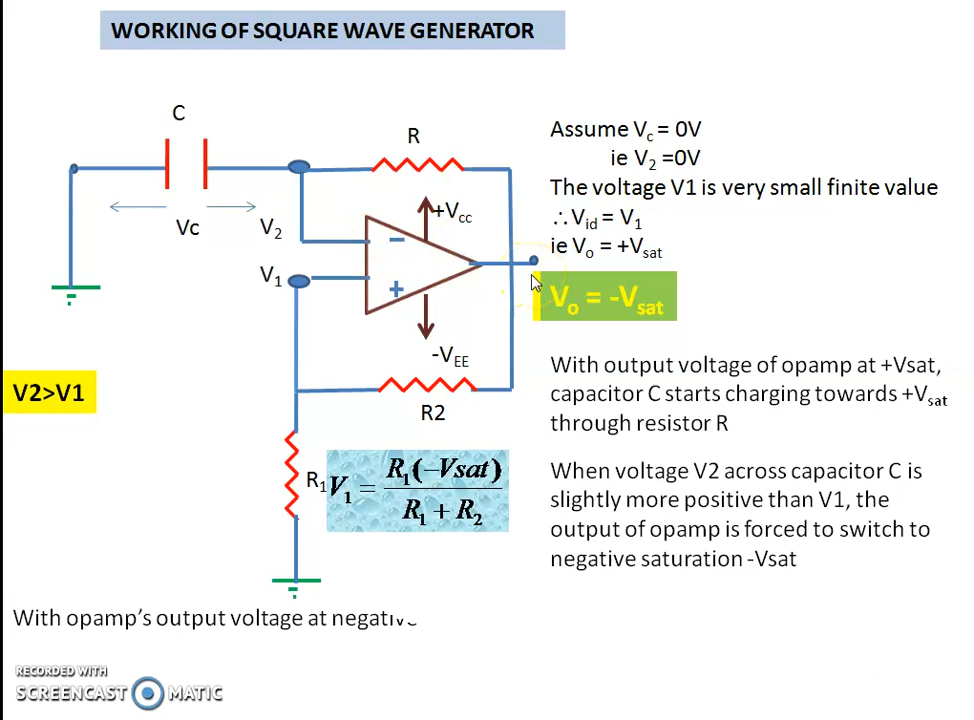 WORKING OF SQUARE WAVE GENERATOR
C
R
+Vcc
Vc
V2
V1
-VEE
R2
R1
V1 = R1(-Vsat) / R1 + R2
V2>V1
Assume Vc = 0V
ie V2 =0V
The voltage V1 is very small finite value
∴Vid = V1
ie Vo = +Vsat
Vo = -Vsat
With output voltage of opamp at +Vsat,
capacitor C starts charging towards +Vsat
through resistor R
When voltage V2 across capacitor C is
slightly more positive than V1, the
output of opamp is forced to switch to
negative saturation -Vsat
With opamp's output voltage at
RECORDED WITH
SCREENCAST MATIC